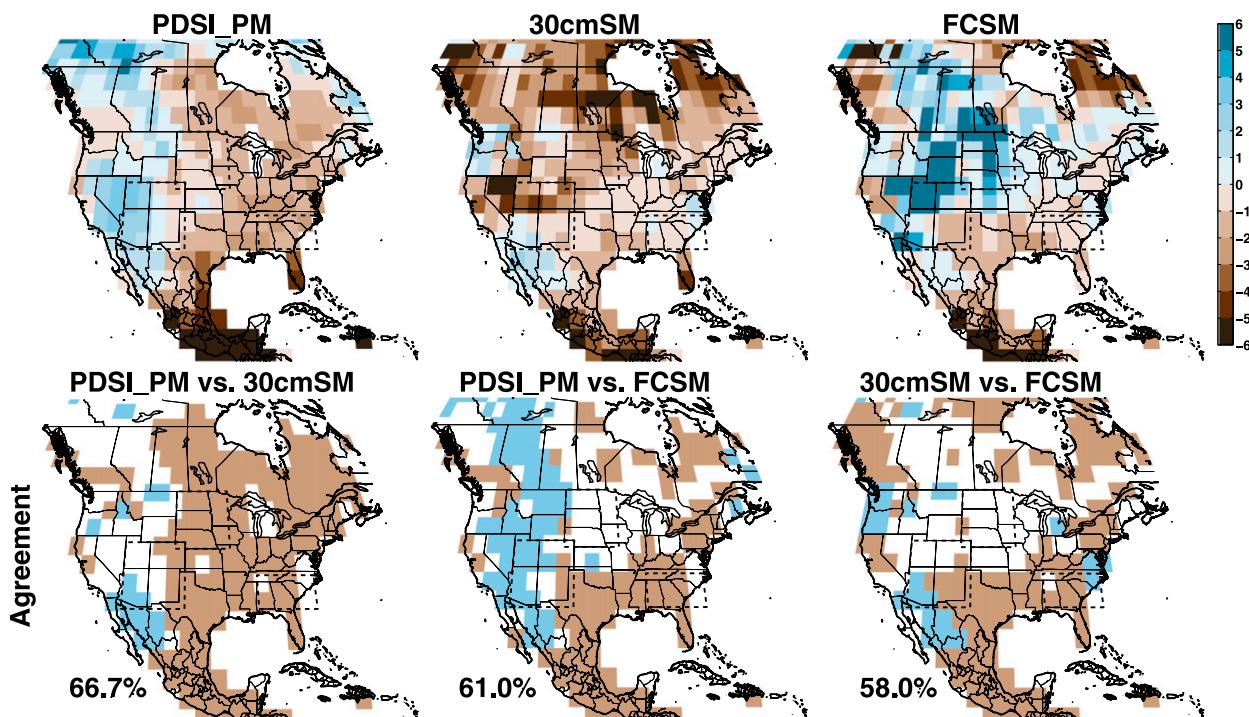 PDSI_PM
30cmSM
FCSM
6
5
4
3
2
1
0
−1
−2
−3
−4
−5
−6
PDSI_PM vs. 30cmSM
PDSI_PM vs. FCSM
30cmSM vs. FCSM
Agreement
66.7%
61.0%
58.0%